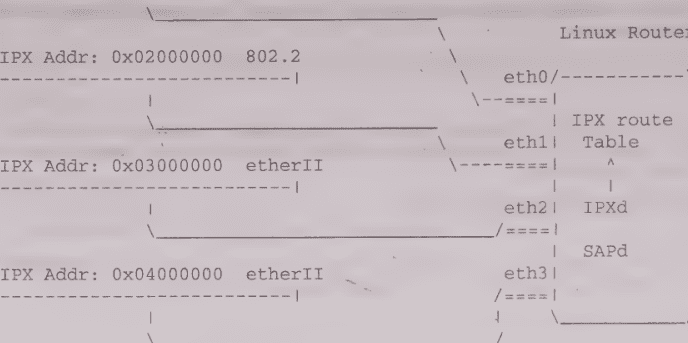 Linux Router
IPX Addr: 0x02000000 802.2
eth0
IPX route
eth1 Table
IPX Addr: 0x03000000 etherII
eth2 IPXd
SAPd
IPX Addr: 0x04000000 etherII
eth3